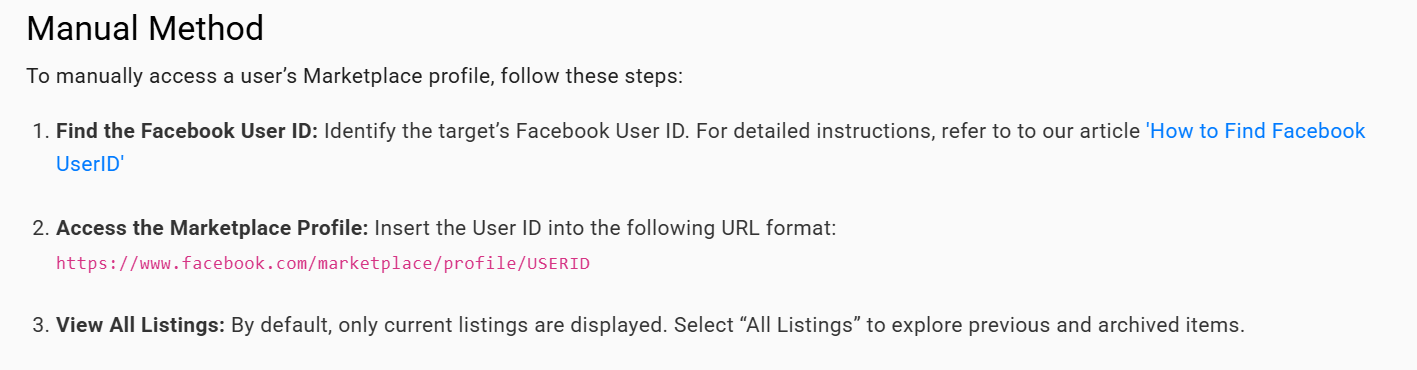 Manual Method
To manually access a user’s Marketplace profile, follow these steps:
1. Find the Facebook User ID: Identify the target’s Facebook User ID. For detailed instructions, refer to to our article 'How to Find Facebook
UserID'
2. Access the Marketplace Profile: Insert the User ID into the following URL format:
https://www.facebook.com/marketplace/profile/USERID
3. View All Listings: By default, only current listings are displayed. Select “All Listings” to explore previous and archived items.